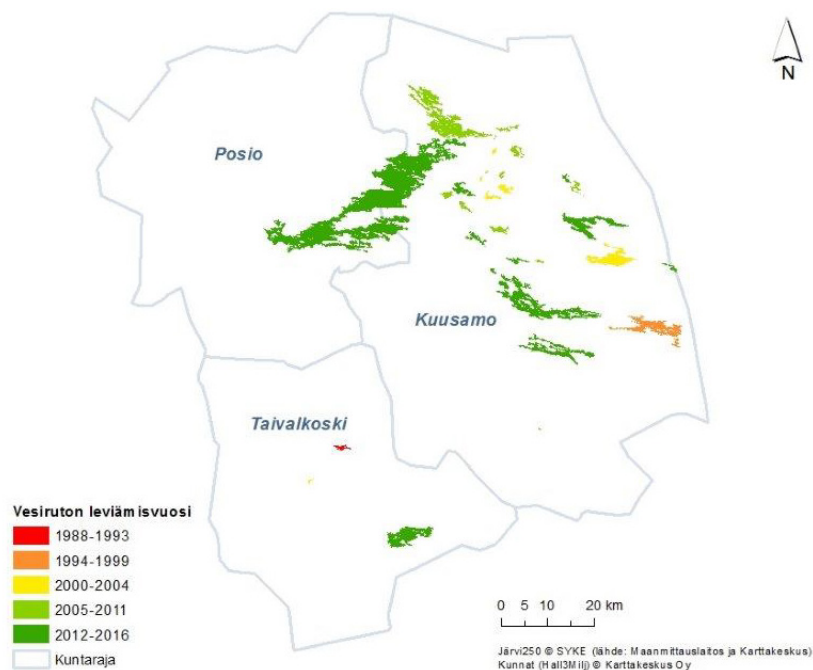 N
Posio
Kuusamo
Taivalkoski
Vesiruton leviämisvuosi
1988-1993
1994-1999
2000-2004
2005-2011
2012-2016
Kuntaraja
0 5 10 20 km
Järvi250 © SYKE (lähde: Maanmittauslaitos ja Karttakeskus)
Kunnat (Hall3Milj) © Karttakeskus Oy